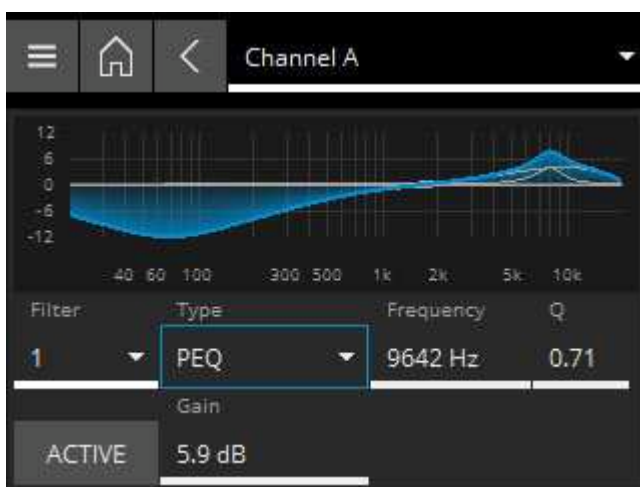 Channel A
12
6
0
-6
-12
40 60 100 300 500 1k 2k 5k 10k
Filter Type Frequency Q
1 PEQ 9642 Hz 0.71
Gain
ACTIVE 5.9 dB